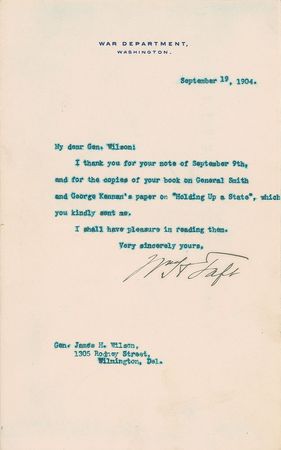 WAR DEPARTMENT,
WASHINGTON.
September 19, 1904.
My dear Gen. Wilson:
I thank you for your note of September 9th,
and for the copies of your book on General Smith
and George Kennan's paper on "Holding Up a State", which
you kindly sent me.
I shall have pleasure in reading them.
Very sincerely yours,
Wm H Taft
Gen. James H. Wilson,
1305 Rodney Street,
Wilmington, Del.